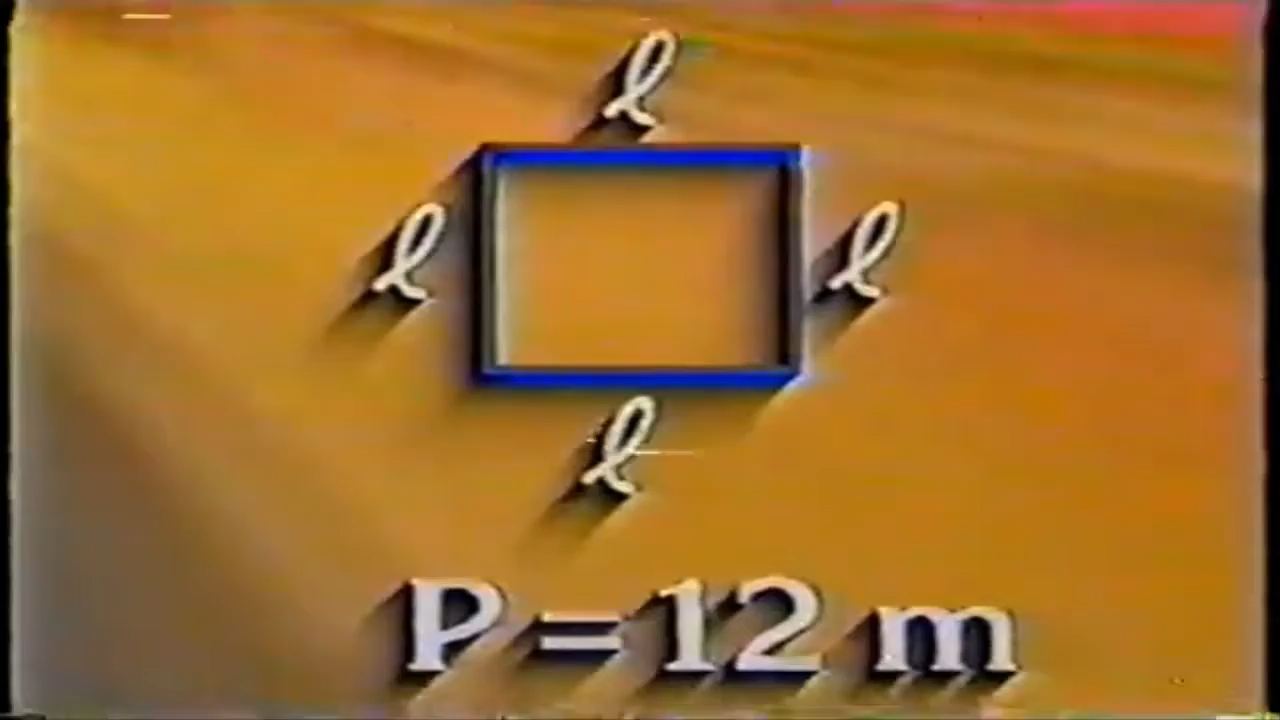 ℓ
ℓ ℓ
ℓ
P = 12 m